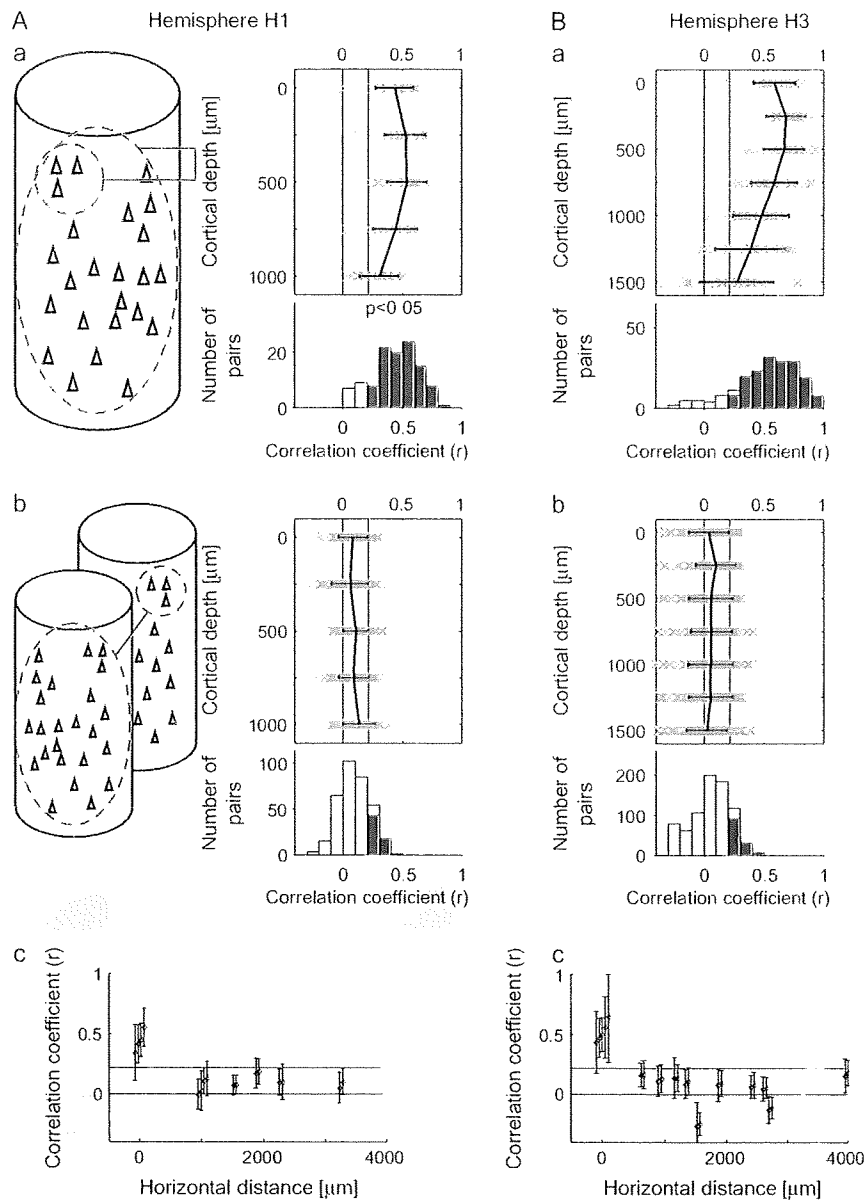 A
Hemisphere H1
a
0 0.5 1
0
250
500
1000
Cortical depth [µm]
p<0 05
Number of pairs
20
0
0 0.5 1
Correlation coefficient (r)
b
0 0.5 1
0
500
1000
Cortical depth [µm]
Number of pairs
100
50
0
0 0.5 1
Correlation coefficient (r)
c
Correlation coefficient (r)
1
0.5
0
0 2000 4000
Horizontal distance [µm]
B
Hemisphere H3
a
0 0.5 1
0
500
1000
1500
Cortical depth [µm]
Number of pairs
50
0
0 0.5 1
Correlation coefficient (r)
b
0 0.5 1
0
500
1000
1500
Cortical depth [µm]
Number of pairs
200
100
0
0 0.5 1
Correlation coefficient (r)
c
Correlation coefficient (r)
1
0.5
0
0 2000 4000
Horizontal distance [µm]